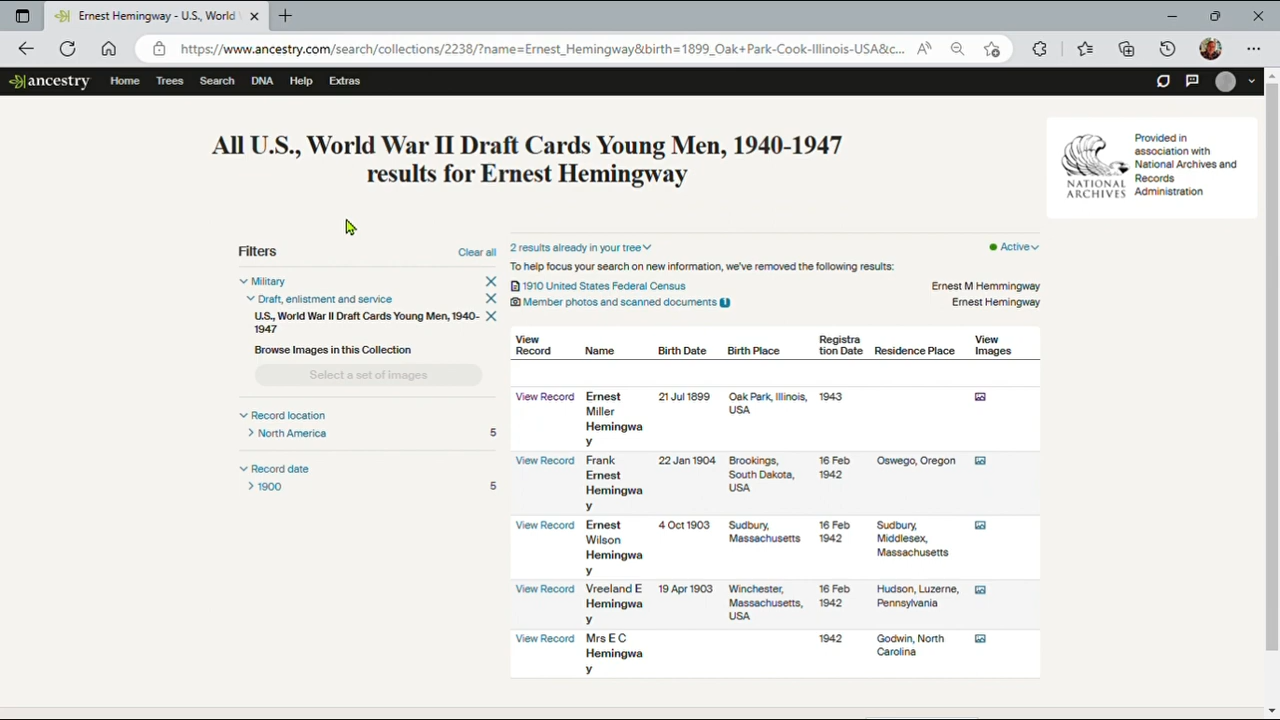 Ernest Hemingway - U.S., World
https://www.ancestry.com/search/collections/2238/?name=Ernest_Hemingway&birth=1899_Oak+Park-Cook-Illinois-USA&c...
ancestry Home Trees Search DNA Help Extras
All U.S., World War II Draft Cards Young Men, 1940-1947
results for Ernest Hemingway
NATIONAL
ARCHIVES
Provided in
association with
National Archives and
Records
Administration
Filters
Clear all
Military
Draft, enlistment and service
U.S., World War II Draft Cards Young Men, 1940-
1947
Browse Images in this Collection
Select a set of images
Record location
North America 5
Record date
1900 5
2 results already in your tree
Active
To help focus your search on new information, we've removed the following results:
1910 United States Federal Census Ernest M Hemmingway
Member photos and scanned documents 1 Ernest Hemingway
View
Record
Name
Birth Date
Birth Place
Registra
tion Date
Residence Place
View
Images
View Record
Ernest
Miller
Hemingwa
y
21 Jul 1899
Oak Park, Illinois,
USA
1943
View Record
Frank
Ernest
Hemingwa
y
22 Jan 1904
Brookings,
South Dakota,
USA
16 Feb
1942
Oswego, Oregon
View Record
Ernest
Wilson
Hemingwa
y
4 Oct 1903
Sudbury,
Massachusetts
16 Feb
1942
Sudbury,
Middlesex,
Massachusetts
View Record
Vreeland E
Hemingwa
y
19 Apr 1903
Winchester,
Massachusetts,
USA
16 Feb
1942
Hudson, Luzerne,
Pennsylvania
View Record
Mrs E C
Hemingwa
y
1942
Godwin, North
Carolina